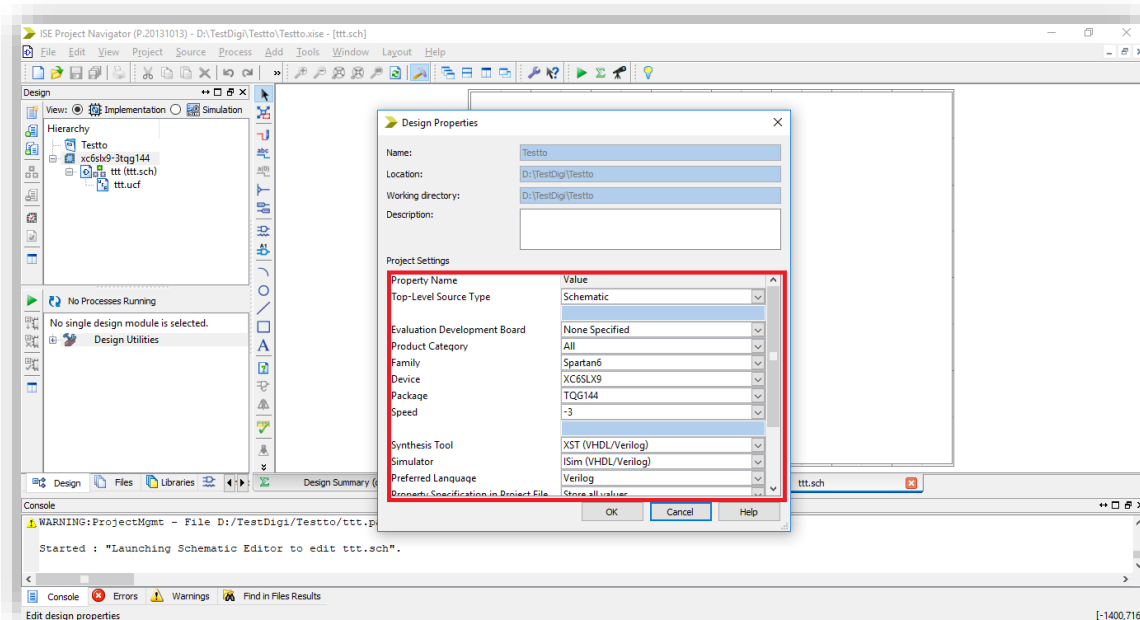 ISE Project Navigator (P.20131013) - D:\TestDigi\Testto\Testto.xise - [ttt.sch]
File Edit View Project Source Process Add Tools Window Layout Help
Design
View: Implementation Simulation
Hierarchy
Testto
xc6slx9-3tqg144
ttt (ttt.sch)
ttt.ucf
No Processes Running
No single design module is selected.
Design Utilities
Design Files Libraries
Design Summary (
ttt.sch
Design Properties
Name: Testto
Location: D:\TestDigi\Testto
Working directory: D:\TestDigi\Testto
Description:
Project Settings
Property Name Value
Top-Level Source Type Schematic
Evaluation Development Board None Specified
Product Category All
Family Spartan6
Device XC6SLX9
Package TQG144
Speed -3
Synthesis Tool XST (VHDL/Verilog)
Simulator ISim (VHDL/Verilog)
Preferred Language Verilog
Property Specification in Project File Store all values
OK Cancel Help
Console
WARNING:ProjectMgmt - File D:/TestDigi/Testto/ttt.p
Started : "Launching Schematic Editor to edit ttt.sch".
Console Errors Warnings Find in Files Results
Edit design properties
[-1400,716